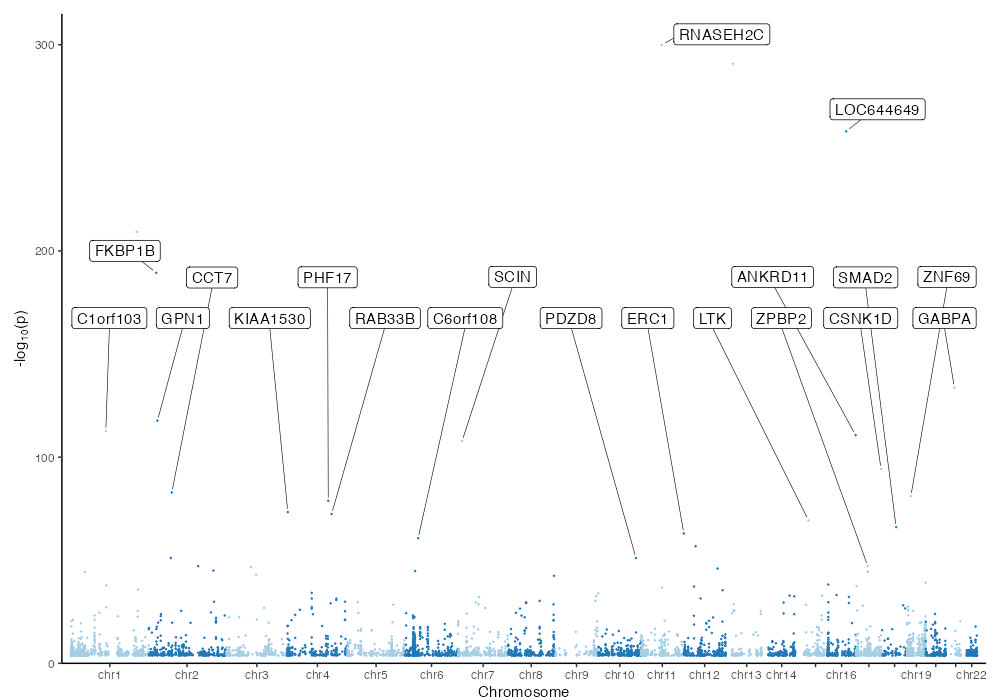 300
RNASEH2C
LOC644649
200
FKBP1B
CCT7
PHF17
SCIN
ANKRD11
SMAD2
ZNF69
C1orf103
GPN1
KIAA1530
RAB33B
C6orf108
PDZD8
ERC1
LTK
ZPBP2
CSNK1D
GABPA
-log10(p)
100
0
chr1
chr2
chr3
chr4
chr5
chr6
chr7
chr8
chr9
chr10
chr11
chr12
chr13
chr14
chr16
chr19
chr22
Chromosome